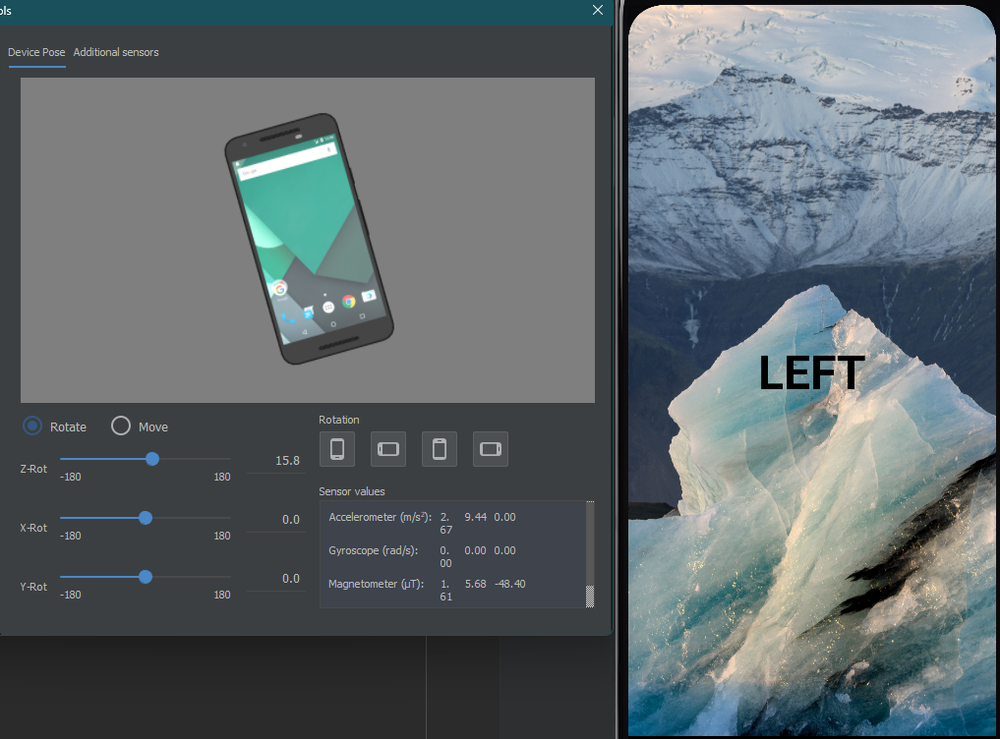 ols
Device Pose Additional sensors
Rotate Move
Z-Rot -180 180 15.8
X-Rot -180 180 0.0
Y-Rot -180 180 0.0
Rotation
Sensor values
Accelerometer (m/s²): 2.67 9.44 0.00
Gyroscope (rad/s): 0.00 0.00 0.00
Magnetometer (μT): 1.61 5.68 -48.40
LEFT